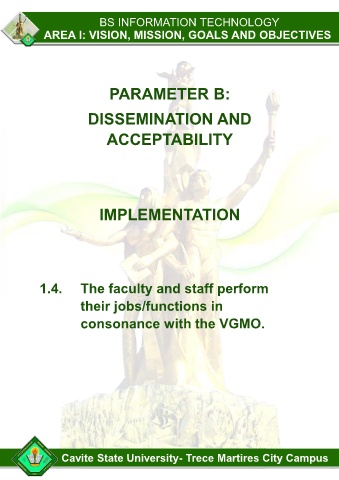 BS INFORMATION TECHNOLOGY
AREA I: VISION, MISSION, GOALS AND OBJECTIVES
PARAMETER B:
DISSEMINATION AND
ACCEPTABILITY
IMPLEMENTATION
1.4. The faculty and staff perform
their jobs/functions in
consonance with the VGMO.
Cavite State University- Trece Martires City Campus